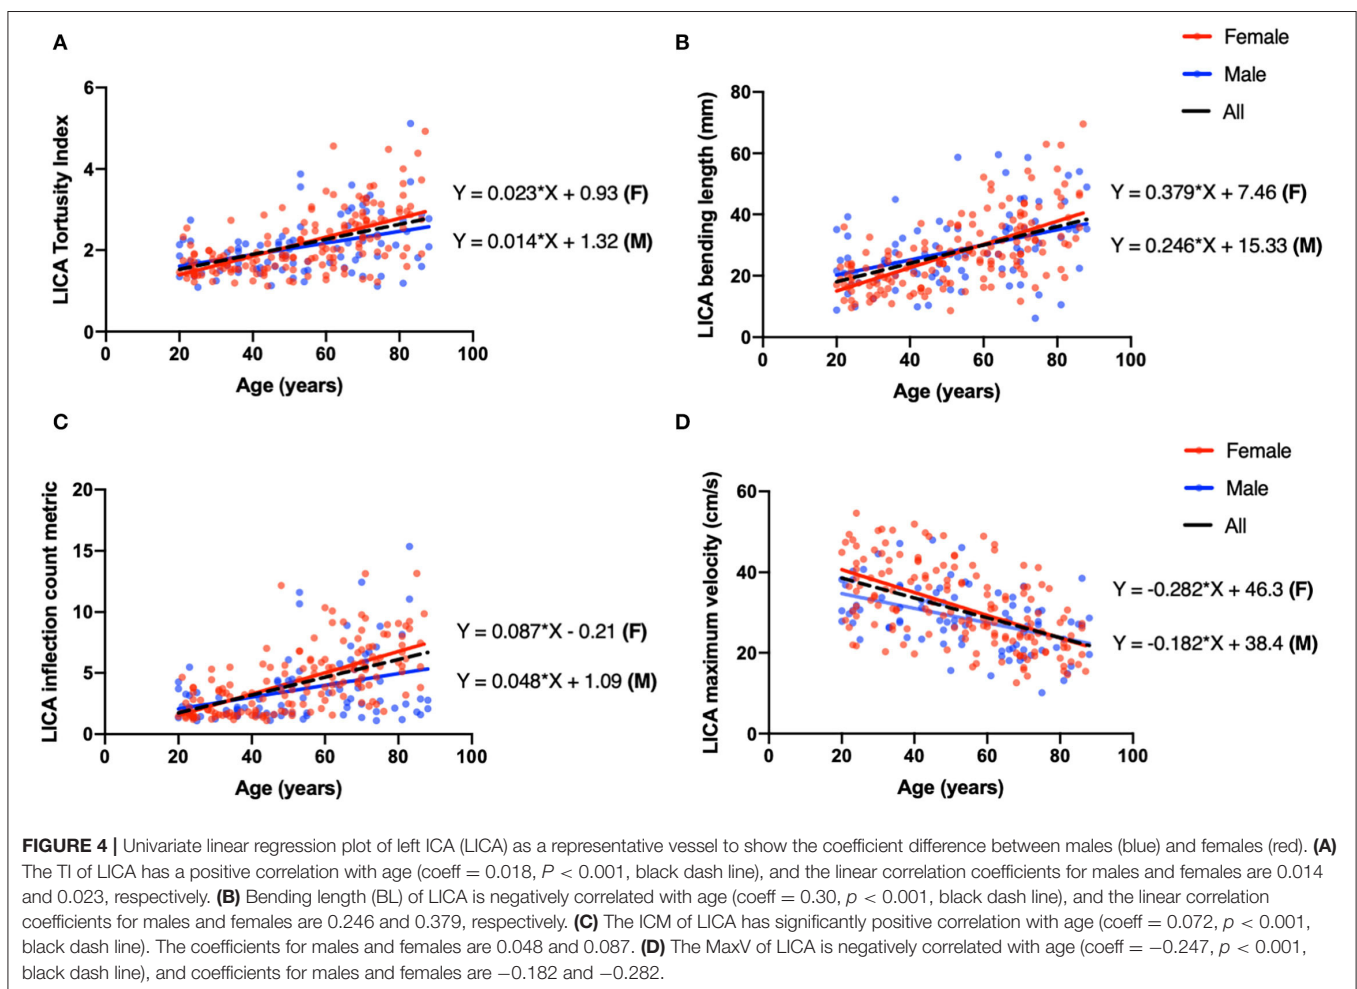 A
6
4
2
0
0
20
40
60
80
100
LICA Tortusity Index
Age (years)
Y = 0.023*X + 0.93 (F)
Y = 0.014*X + 1.32 (M)
B
Female
Male
All
80
60
40
20
0
0
20
40
60
80
100
LICA bending length (mm)
Age (years)
Y = 0.379*X + 7.46 (F)
Y = 0.246*X + 15.33 (M)
C
20
15
10
5
0
0
20
40
60
80
100
LICA inflection count metric
Age (years)
Y = 0.087*X - 0.21 (F)
Y = 0.048*X + 1.09 (M)
D
Female
Male
All
60
40
20
0
0
20
40
60
80
100
LICA maximum velocity (cm/s)
Age (years)
Y = -0.282*X + 46.3 (F)
Y = -0.182*X + 38.4 (M)
FIGURE 4 | Univariate linear regression plot of left ICA (LICA) as a representative vessel to show the coefficient difference between males (blue) and females (red). (A)
The TI of LICA has a positive correlation with age (coeff = 0.018, P < 0.001, black dash line), and the linear correlation coefficients for males and females are 0.014
and 0.023, respectively. (B) Bending length (BL) of LICA is negatively correlated with age (coeff = 0.30, p < 0.001, black dash line), and the linear correlation
coefficients for males and females are 0.246 and 0.379, respectively. (C) The ICM of LICA has significantly positive correlation with age (coeff = 0.072, p < 0.001,
black dash line). The coefficients for males and females are 0.048 and 0.087. (D) The MaxV of LICA is negatively correlated with age (coeff = −0.247, p < 0.001,
black dash line), and coefficients for males and females are −0.182 and −0.282.